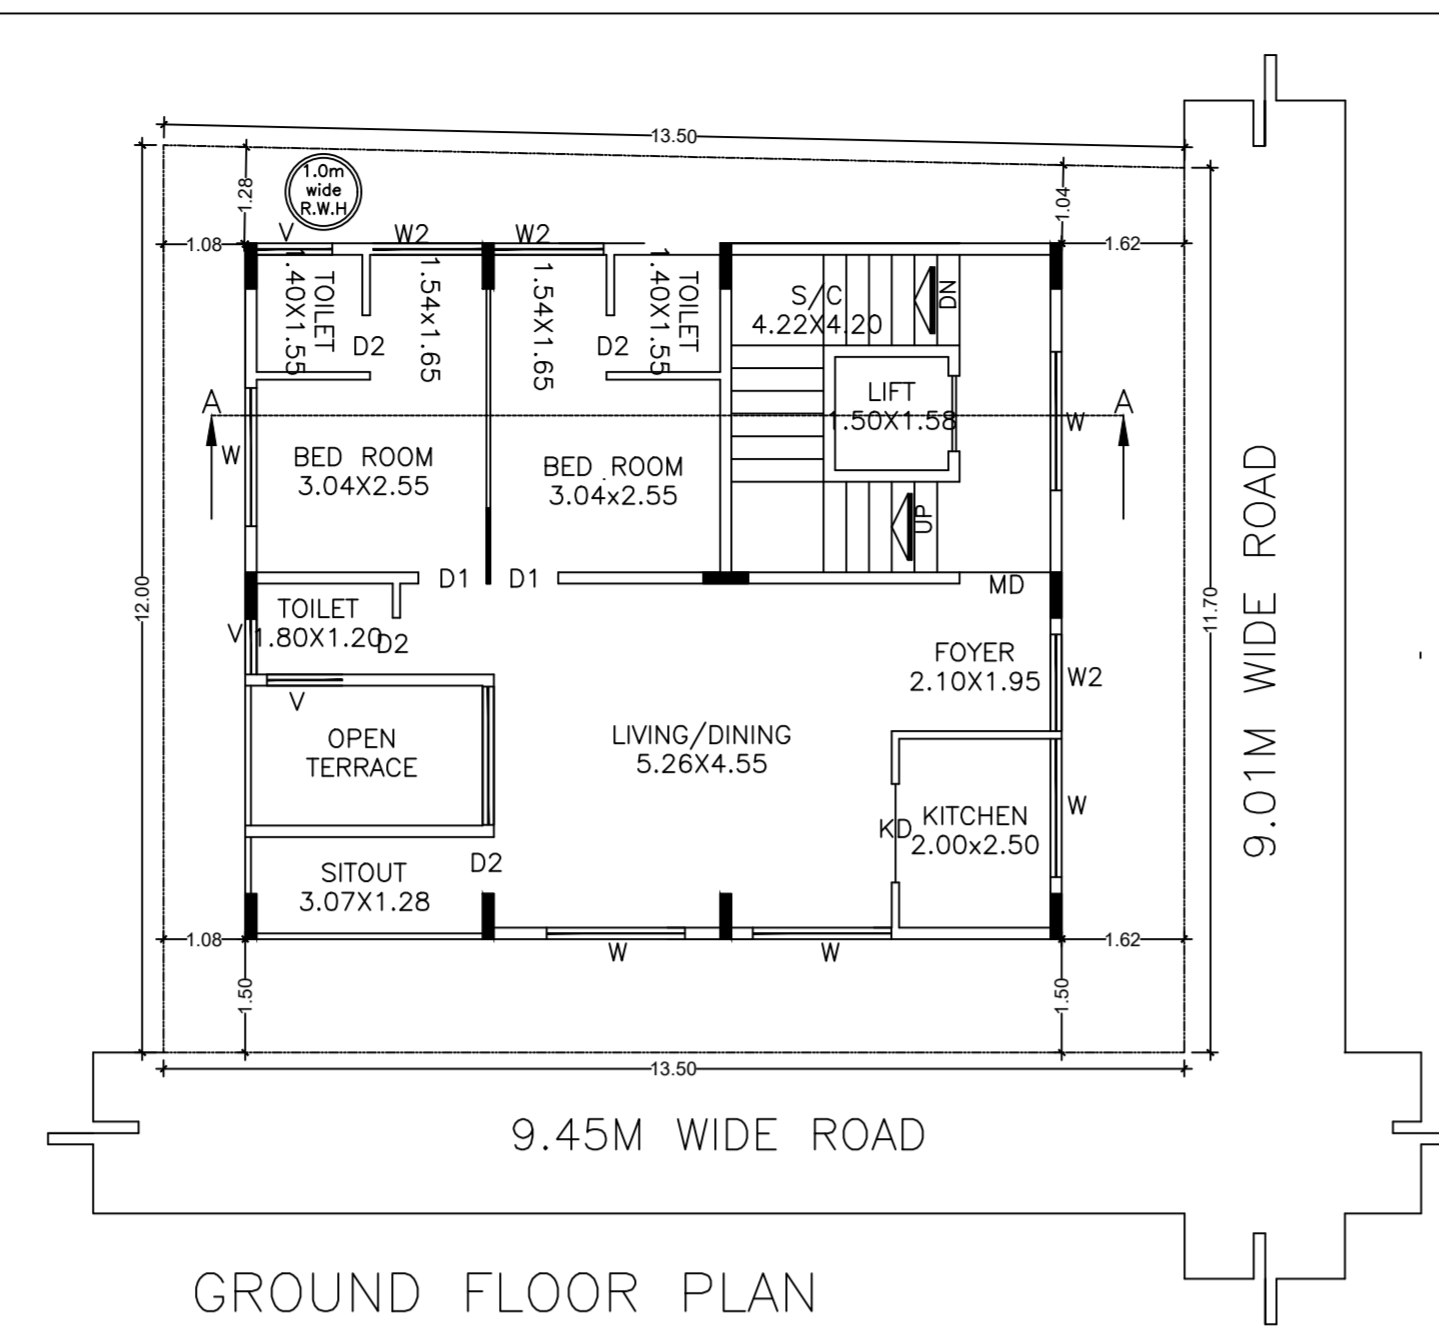 13.50
1.28
1.0m
wide
R.W.H
1.04
1.08
V
W2
W2
1.62
TOILET
1.40X1.55
1.54x1.65
1.54X1.65
TOILET
1.40X1.55
S/C
4.22X4.20
DN
D2
D2
LIFT
1.50X1.58
A
A
W
W
BED ROOM
3.04X2.55
BED ROOM
3.04x2.55
UP
9.01M WIDE ROAD
12.00
11.70
D1
D1
MD
TOILET
1.80X1.20
V
D2
FOYER
2.10X1.95
W2
V
OPEN
TERRACE
LIVING/DINING
5.26X4.55
W
KITCHEN
2.00x2.50
KD
D2
SITOUT
3.07X1.28
1.08
W
W
1.62
1.50
1.50
13.50
9.45M WIDE ROAD
GROUND FLOOR PLAN